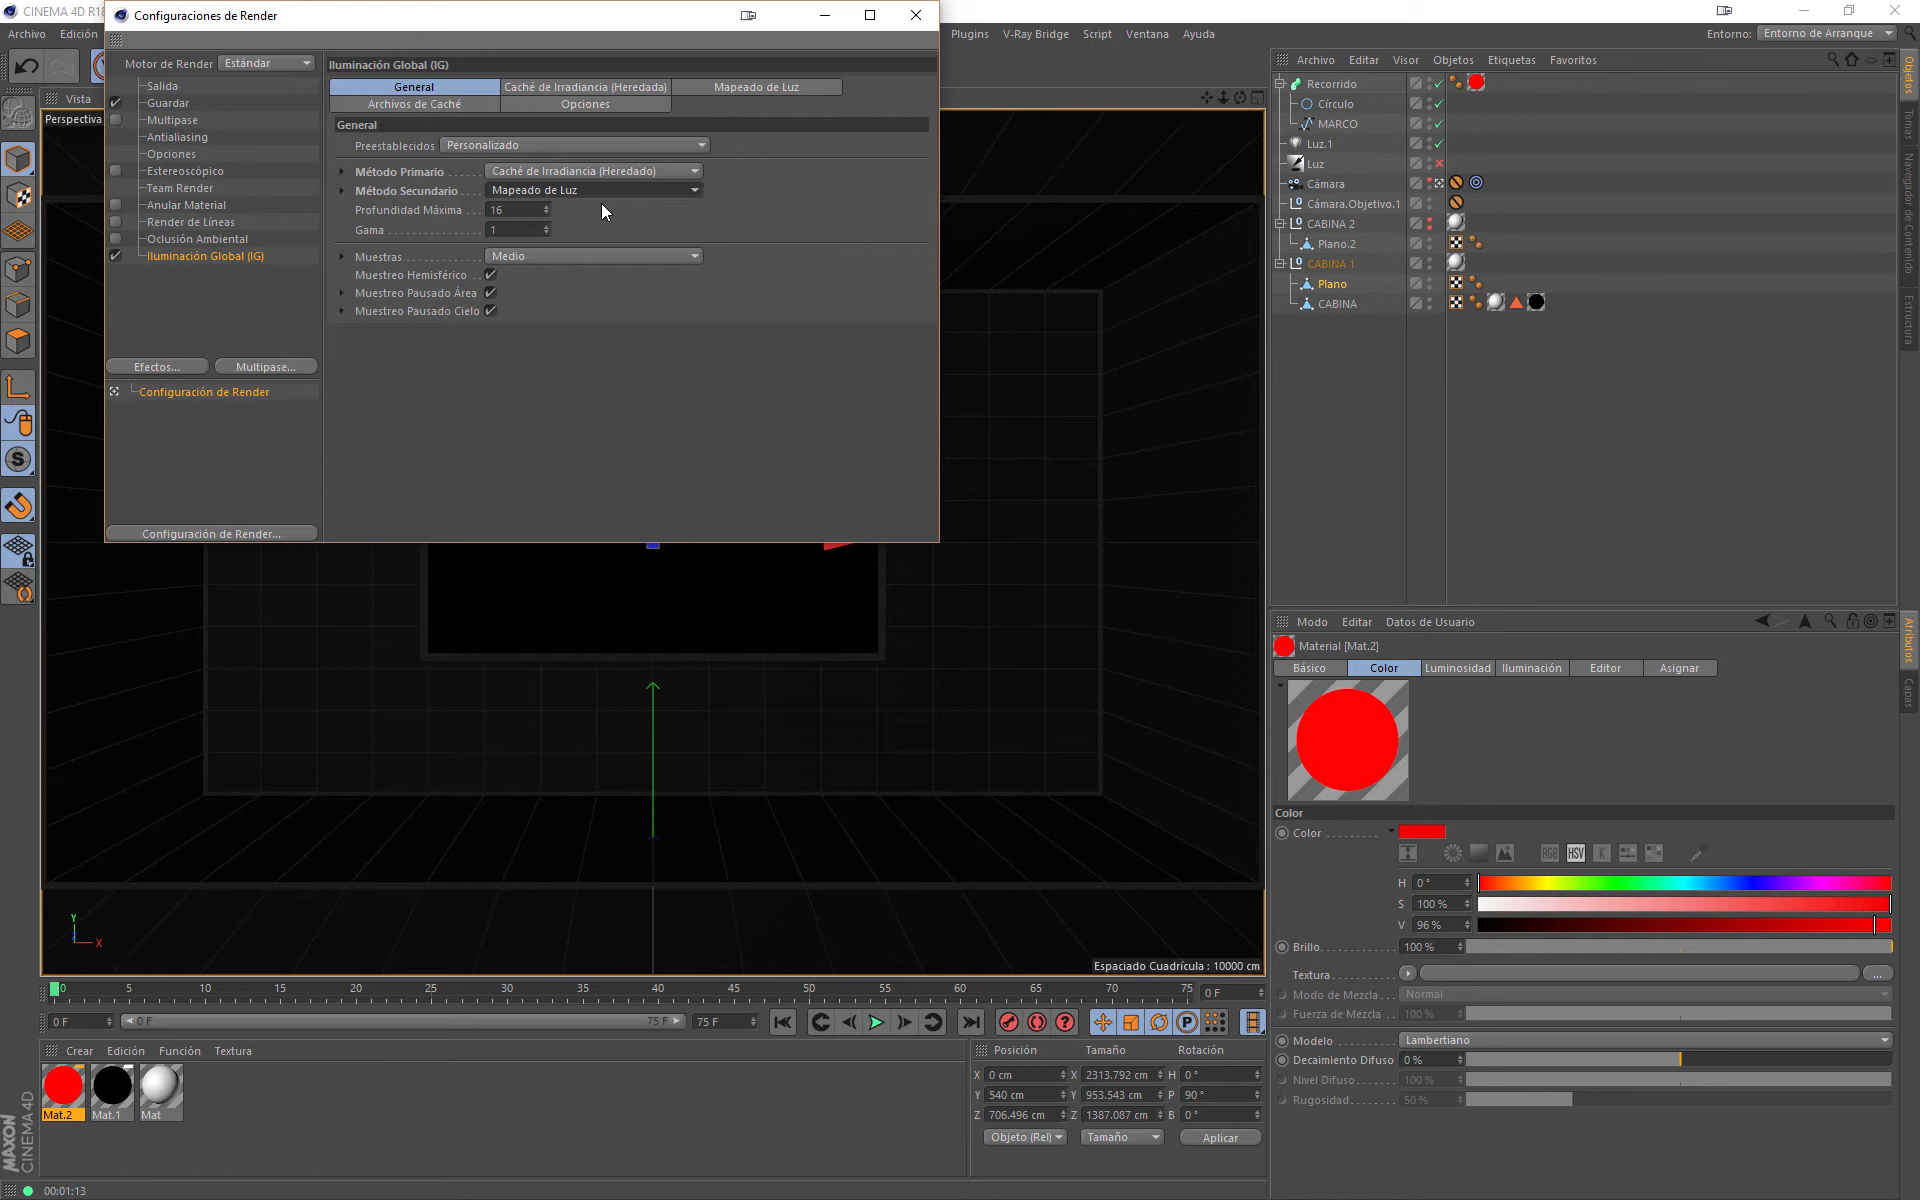 CINEMA 4D R18
Configuraciones de Render
Archivo
Edición
Plugins
V-Ray Bridge
Script
Ventana
Ayuda
Entorno:
Entorno de Arranque
Motor de Render
Estándar
Salida
Guardar
Multipase
Antialiasing
Opciones
Estereoscópico
Team Render
Anular Material
Render de Líneas
Oclusión Ambiental
Iluminación Global (IG)
Efectos...
Multipase...
Configuración de Render
Configuración de Render...
Iluminación Global (IG)
General
Caché de Irradiancia (Heredada)
Mapeado de Luz
Archivos de Caché
Opciones
General
Preestablecidos
Personalizado
Método Primario
Caché de Irradiancia (Heredado)
Método Secundario
Mapeado de Luz
Profundidad Máxima
16
Gama
1
Muestras
Medio
Muestreo Hemisférico
Muestreo Pausado Área
Muestreo Pausado Cielo
Vista
Perspectiva
Y
X
Espaciado Cuadrícula : 10000 cm
Archivo
Editar
Visor
Objetos
Etiquetas
Favoritos
Recorrido
Círculo
MARCO
Luz.1
Luz
Cámara
Cámara.Objetivo.1
CABINA 2
Plano.2
CABINA 1
Plano
CABINA
Objetos
Tomas
Navegador de Contenido
Estructura
Modo
Editar
Datos de Usuario
Material [Mat.2]
Básico
Color
Luminosidad
Iluminación
Editor
Asignar
Color
Color
RGB
HSV
K
H
0 °
S
100 %
V
96 %
Brillo
100 %
Textura
...
Modo de Mezcla
Normal
Fuerza de Mezcla
100 %
Modelo
Lambertiano
Decaimiento Difuso
0 %
Nivel Difuso
100 %
Rugosidad
50 %
Atributos
Capas
0
5
10
15
20
25
30
35
40
45
50
55
60
65
70
75
0 F
0 F
0 F
75 F
75 F
Crear
Edición
Función
Textura
Mat.2
Mat.1
Mat
Posición
Tamaño
Rotación
X
0 cm
X
2313.792 cm
H
0 °
Y
540 cm
Y
953.543 cm
P
90 °
Z
706.496 cm
Z
1387.087 cm
B
0 °
Objeto (Rel)
Tamaño
Aplicar
MAXON
CINEMA 4D
00:01:13